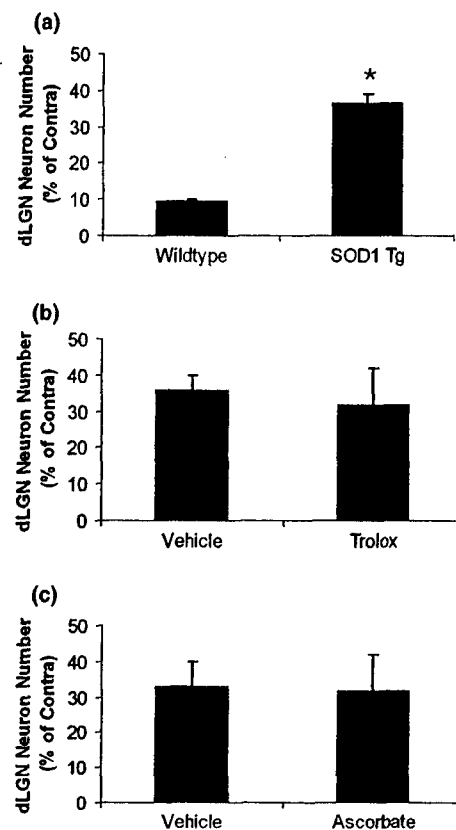 (a)
dLGN Neuron Number
(% of Contra)
50
40
30
20
10
0
*
Wildtype
SOD1 Tg
(b)
dLGN Neuron Number
(% of Contra)
50
40
30
20
10
0
Vehicle
Trolox
(c)
dLGN Neuron Number
(% of Contra)
50
40
30
20
10
0
Vehicle
Ascorbate